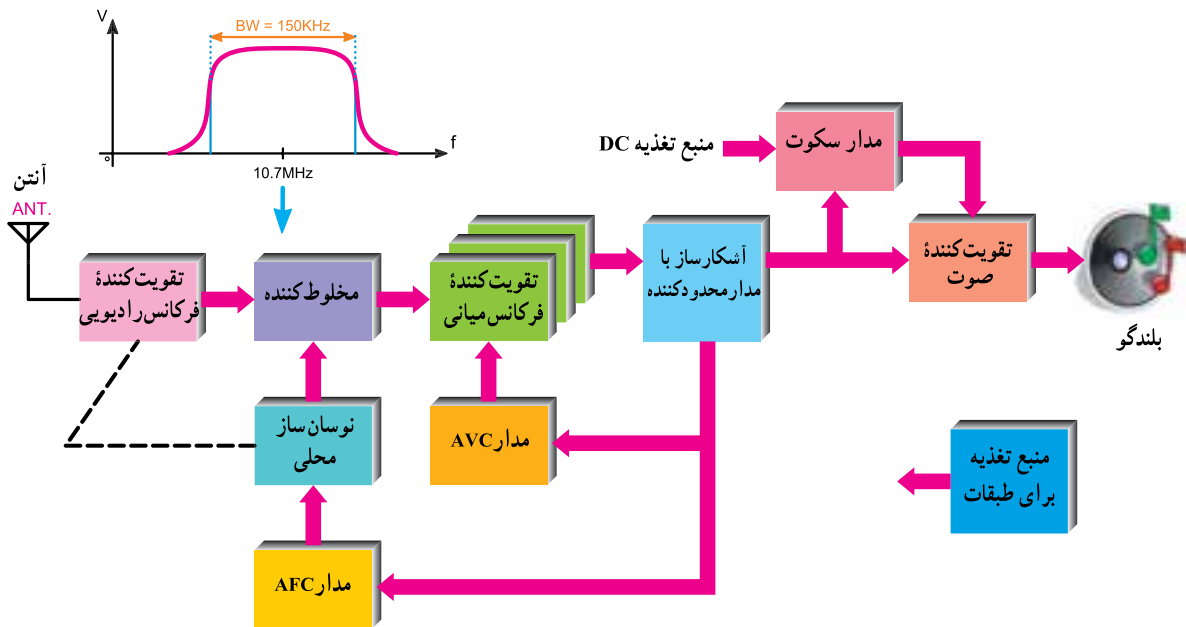 V
BW = 150KHz
f
o
10.7MHz
آنتن
ANT.
تقویت‌کنندهٔ
فرکانس رادیویی
مخلوط‌کننده
تقویت‌کنندهٔ
فرکانس میانی
آشکارساز با
مدار محدودکننده
منبع تغذیه DC
مدار سکوت
تقویت‌کنندهٔ
صوت
بلندگو
نوسان‌ساز
محلی
مدار AVC
مدار AFC
منبع تغذیه
برای طبقات